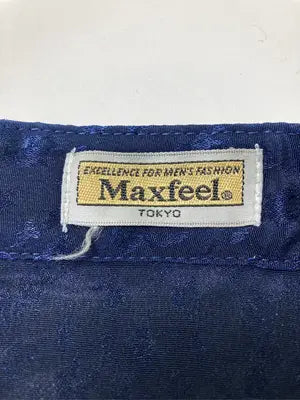 EXCELLENCE FOR MEN'S FASHION
Maxfeel®
TOKYO